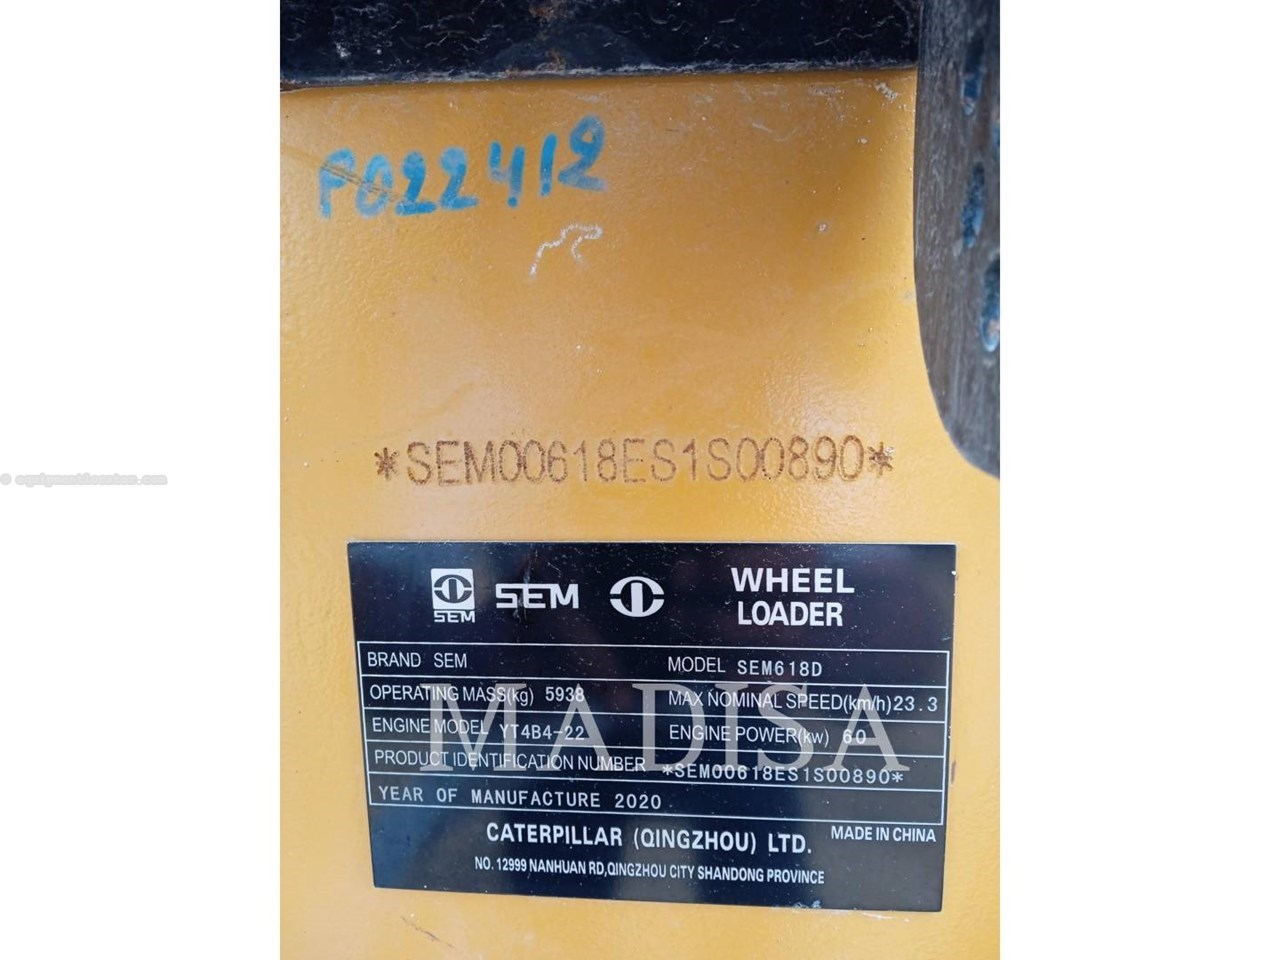 F022412
*SEM00618ES1S00890*
© equipmentlocator.com
SEM
SEM
WHEEL
LOADER
BRAND SEM
MODEL SEM618D
OPERATING MASS(kg) 5938
MAX NOMINAL SPEED(km/h) 23.3
MADISA
ENGINE MODEL YT4B4-22
ENGINE POWER(kw) 60
PRODUCT IDENTIFICATION NUMBER *SEM00618ES1S00890*
YEAR OF MANUFACTURE 2020
CATERPILLAR (QINGZHOU) LTD.
MADE IN CHINA
NO. 12999 NANHUAN RD,QINGZHOU CITY SHANDONG PROVINCE